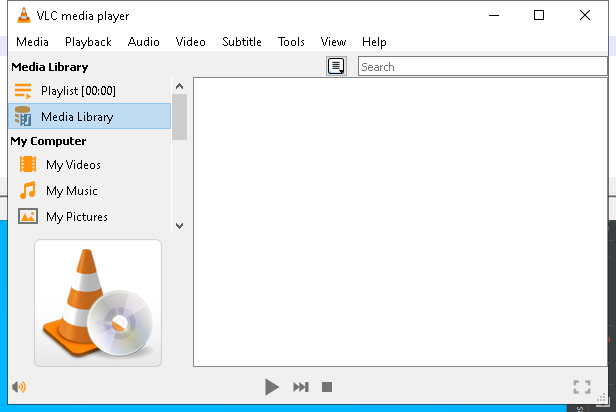 VLC media player
Media Playback Audio Video Subtitle Tools View Help
Media Library
Search
Playlist [00:00]
Media Library
My Computer
My Videos
My Music
My Pictures